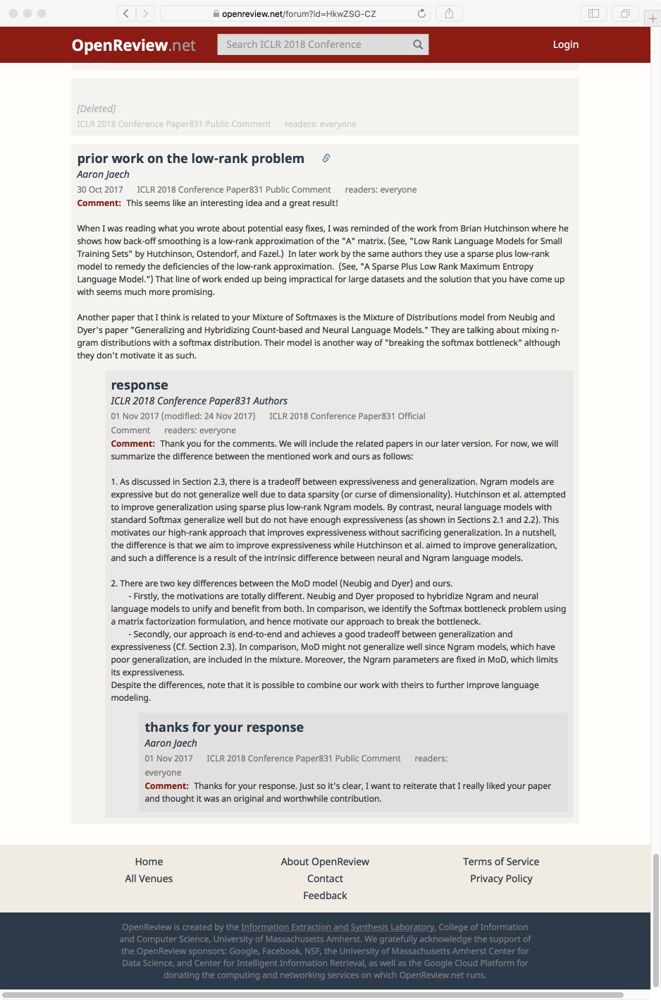 openreview.net/forum?id=HkwZSG-CZ
OpenReview.net
Search ICLR 2018 Conference
Login
[Deleted]
ICLR 2018 Conference Paper831 Public Comment readers: everyone
prior work on the low-rank problem
Aaron Jaech
30 Oct 2017 ICLR 2018 Conference Paper831 Public Comment readers: everyone
Comment: This seems like an interesting idea and a great result!
When I was reading what you wrote about potential easy fixes, I was reminded of the work from Brian Hutchinson where he
shows how back-off smoothing is a low-rank approximation of the "A" matrix. (See, "Low Rank Language Models for Small
Training Sets" by Hutchinson, Ostendorf, and Fazel.) In later work by the same authors they use a sparse plus low-rank
model to remedy the deficiencies of the low-rank approximation. (See, "A Sparse Plus Low Rank Maximum Entropy
Language Model.") That line of work ended up being impractical for large datasets and the solution that you have come up
with seems much more promising.
Another paper that I think is related to your Mixture of Softmaxes is the Mixture of Distributions model from Neubig and
Dyer's paper "Generalizing and Hybridizing Count-based and Neural Language Models." They are talking about mixing n-
gram distributions with a softmax distribution. Their model is another way of "breaking the softmax bottleneck" although
they don't motivate it as such.
response
ICLR 2018 Conference Paper831 Authors
01 Nov 2017 (modified: 24 Nov 2017) ICLR 2018 Conference Paper831 Official
Comment readers: everyone
Comment: Thank you for the comments. We will include the related papers in our later version. For now, we will
summarize the difference between the mentioned work and ours as follows:
1. As discussed in Section 2.3, there is a tradeoff between expressiveness and generalization. Ngram models are
expressive but do not generalize well due to data sparsity (or curse of dimensionality). Hutchinson et al. attempted
to improve generalization using sparse plus low-rank Ngram models. By contrast, neural language models with
standard Softmax generalize well but do not have enough expressiveness (as shown in Sections 2.1 and 2.2). This
motivates our high-rank approach that improves expressiveness without sacrificing generalization. In a nutshell,
the difference is that we aim to improve expressiveness while Hutchinson et al. aimed to improve generalization,
and such a difference is a result of the intrinsic difference between neural and Ngram language models.
2. There are two key differences between the MoD model (Neubig and Dyer) and ours.
- Firstly, the motivations are totally different. Neubig and Dyer proposed to hybridize Ngram and neural
language models to unify and benefit from both. In comparison, we identify the Softmax bottleneck problem using
a matrix factorization formulation, and hence motivate our approach to break the bottleneck.
- Secondly, our approach is end-to-end and achieves a good tradeoff between generalization and
expressiveness (Cf. Section 2.3). In comparison, MoD might not generalize well since Ngram models, which have
poor generalization, are included in the mixture. Moreover, the Ngram parameters are fixed in MoD, which limits
its expressiveness.
Despite the differences, note that it is possible to combine our work with theirs to further improve language
modeling.
thanks for your response
Aaron Jaech
01 Nov 2017 ICLR 2018 Conference Paper831 Public Comment readers:
everyone
Comment: Thanks for your response. Just so it's clear, I want to reiterate that I really liked your paper
and thought it was an original and worthwhile contribution.
Home About OpenReview Terms of Service
All Venues Contact Privacy Policy
Feedback
OpenReview is created by the Information Extraction and Synthesis Laboratory, College of Information
and Computer Science, University of Massachusetts Amherst. We gratefully acknowledge the support of
the OpenReview sponsors: Google, Facebook, NSF, the University of Massachusetts Amherst Center for
Data Science, and Center for Intelligent Information Retrieval, as well as the Google Cloud Platform for
donating the computing and networking services on which OpenReview.net runs.